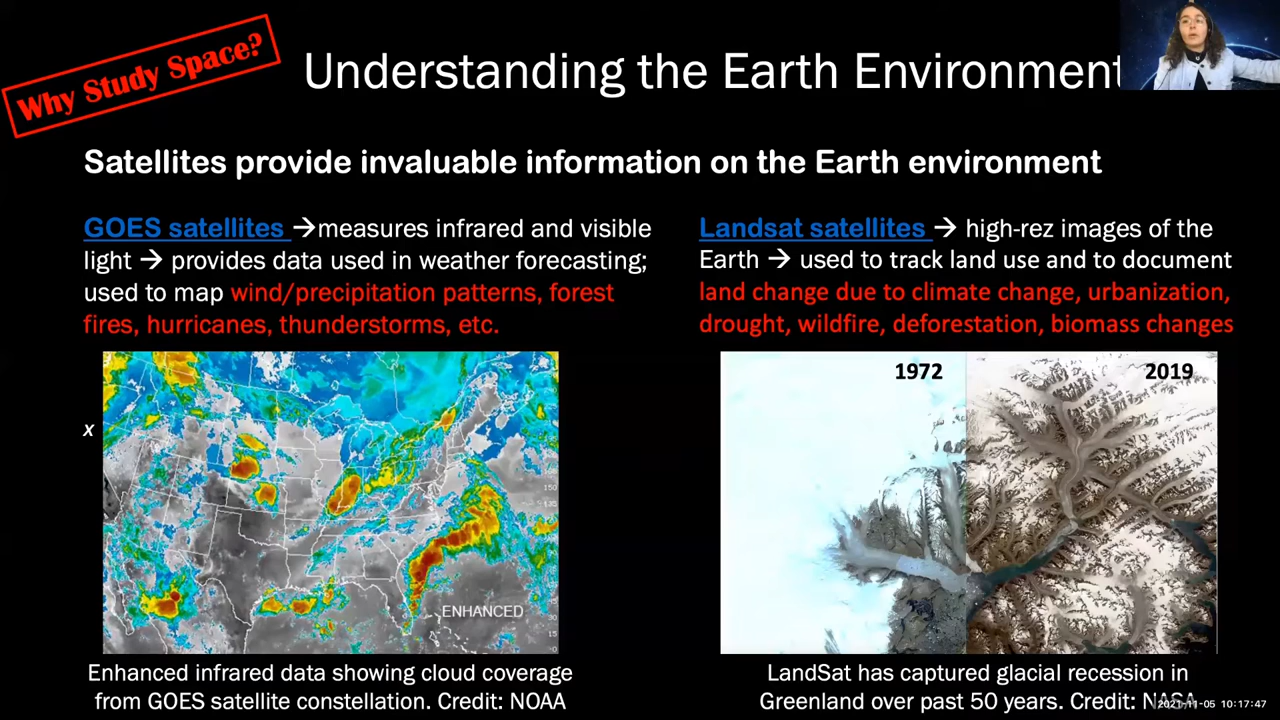 Why Study Space?
Understanding the Earth Environment
Satellites provide invaluable information on the Earth environment
GOES satellites →measures infrared and visible
light → provides data used in weather forecasting;
used to map wind/precipitation patterns, forest
fires, hurricanes, thunderstorms, etc.
x
ENHANCED
150
135
30
15
Enhanced infrared data showing cloud coverage
from GOES satellite constellation. Credit: NOAA
Landsat satellites → high-rez images of the
Earth → used to track land use and to document
land change due to climate change, urbanization,
drought, wildfire, deforestation, biomass changes
1972
2019
LandSat has captured glacial recession in
Greenland over past 50 years. Credit: NASA
2021-11-05 10:17:47